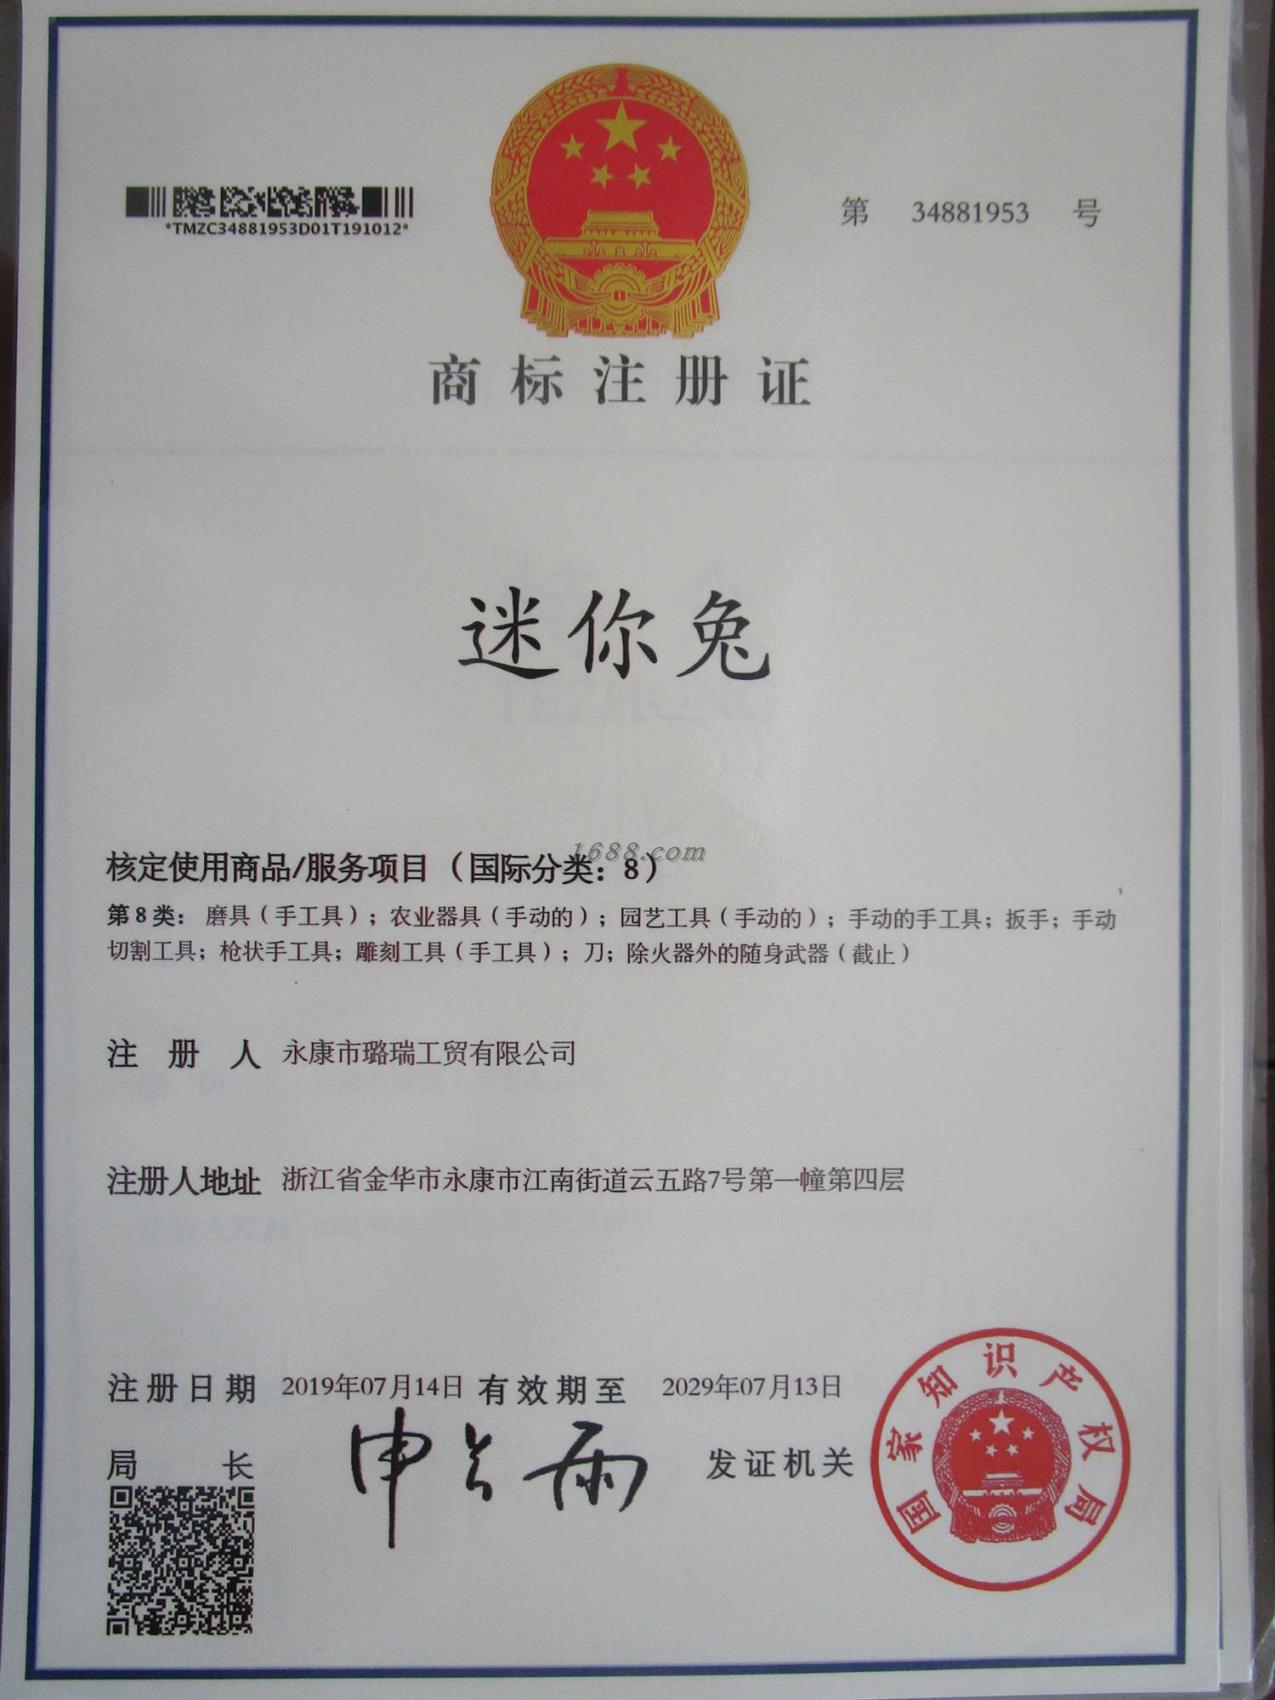 *TMZC34881953D01T191012*
第 34881953 号
商标注册证
迷你兔
1688.com
核定使用商品/服务项目（国际分类：8）
第8类：磨具（手工具）；农业器具（手动的）；园艺工具（手动的）；手动的手工具；扳手；手动
切割工具；枪状手工具；雕刻工具（手工具）；刀；除火器外的随身武器（截止）
注册人 永康市璐瑞工贸有限公司
注册人地址 浙江省金华市永康市江南街道云五路7号第一幢第四层
注册日期 2019年07月14日 有效期至 2029年07月13日
局长 申长雨 发证机关
国家知识产权局